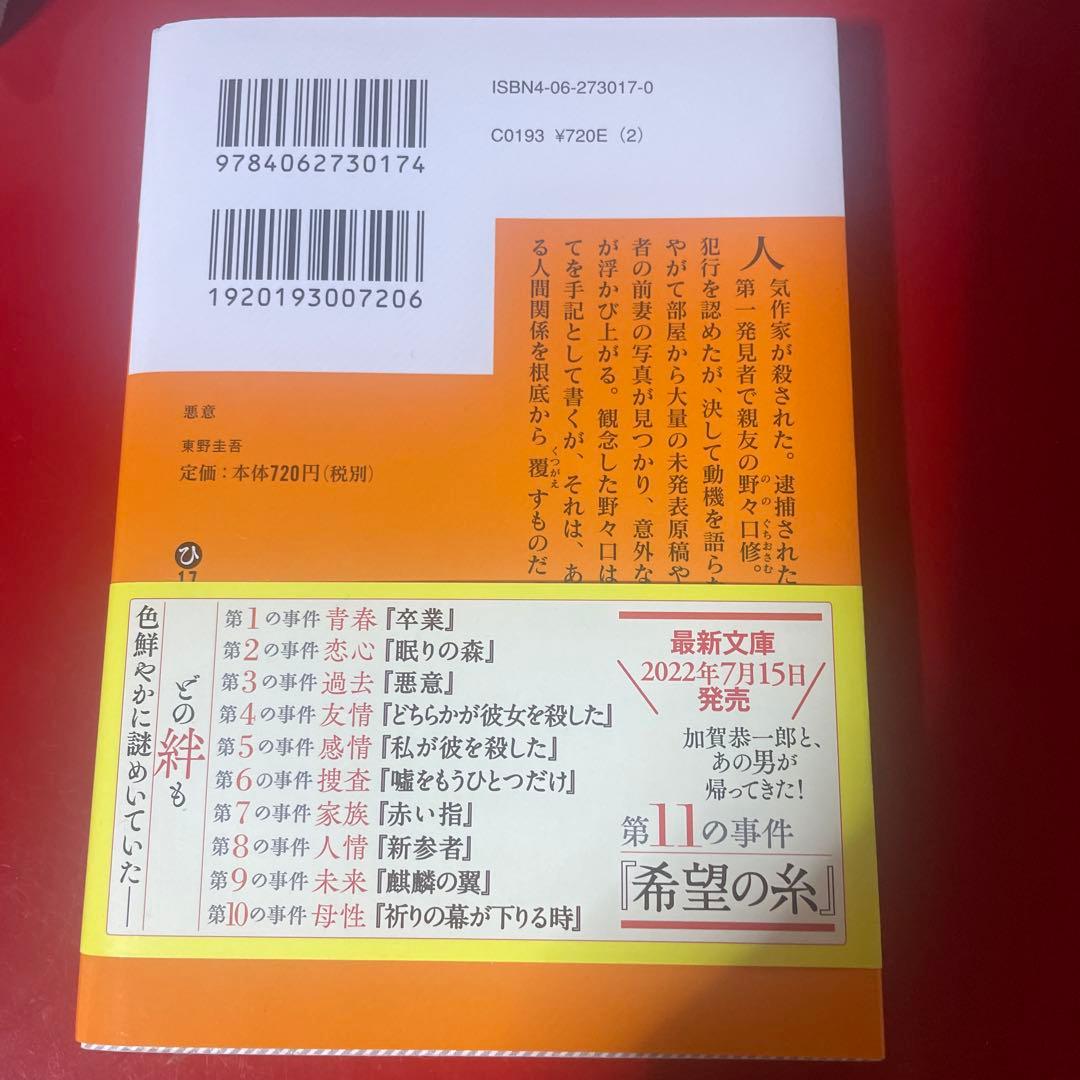 9784062730174
1920193007206
ISBN4-06-273017-0
C0193 ¥720E (2)
人気作家が殺された。逮捕された
第一発見者で親友の野々口修。
ののぐちおさむ
犯行を認めたが、決して動機を語らな
やがて部屋から大量の未発表原稿や
者の前妻の写真が見つかり、意外な
が浮かび上がる。観念した野々口は
てを手記として書くが、それは、あ
る人間関係を根底から覆すものだ
くつがえ
悪意
東野圭吾
定価:本体720円(税別)
ひ
17
最新文庫
2022年7月15日
発売
加賀恭一郎と、
あの男が
帰ってきた!
第11の事件
『希望の糸』
第1の事件 青春『卒業』
第2の事件 恋心『眠りの森』
第3の事件 過去『悪意』
第4の事件 友情『どちらかが彼女を殺した』
第5の事件 感情『私が彼を殺した』
第6の事件 捜査『嘘をもうひとつだけ』
第7の事件 家族『赤い指』
第8の事件 人情『新参者』
第9の事件 未来『麒麟の翼』
第10の事件 母性『祈りの幕が下りる時』
どの絆も
色鮮やかに謎めいていた―